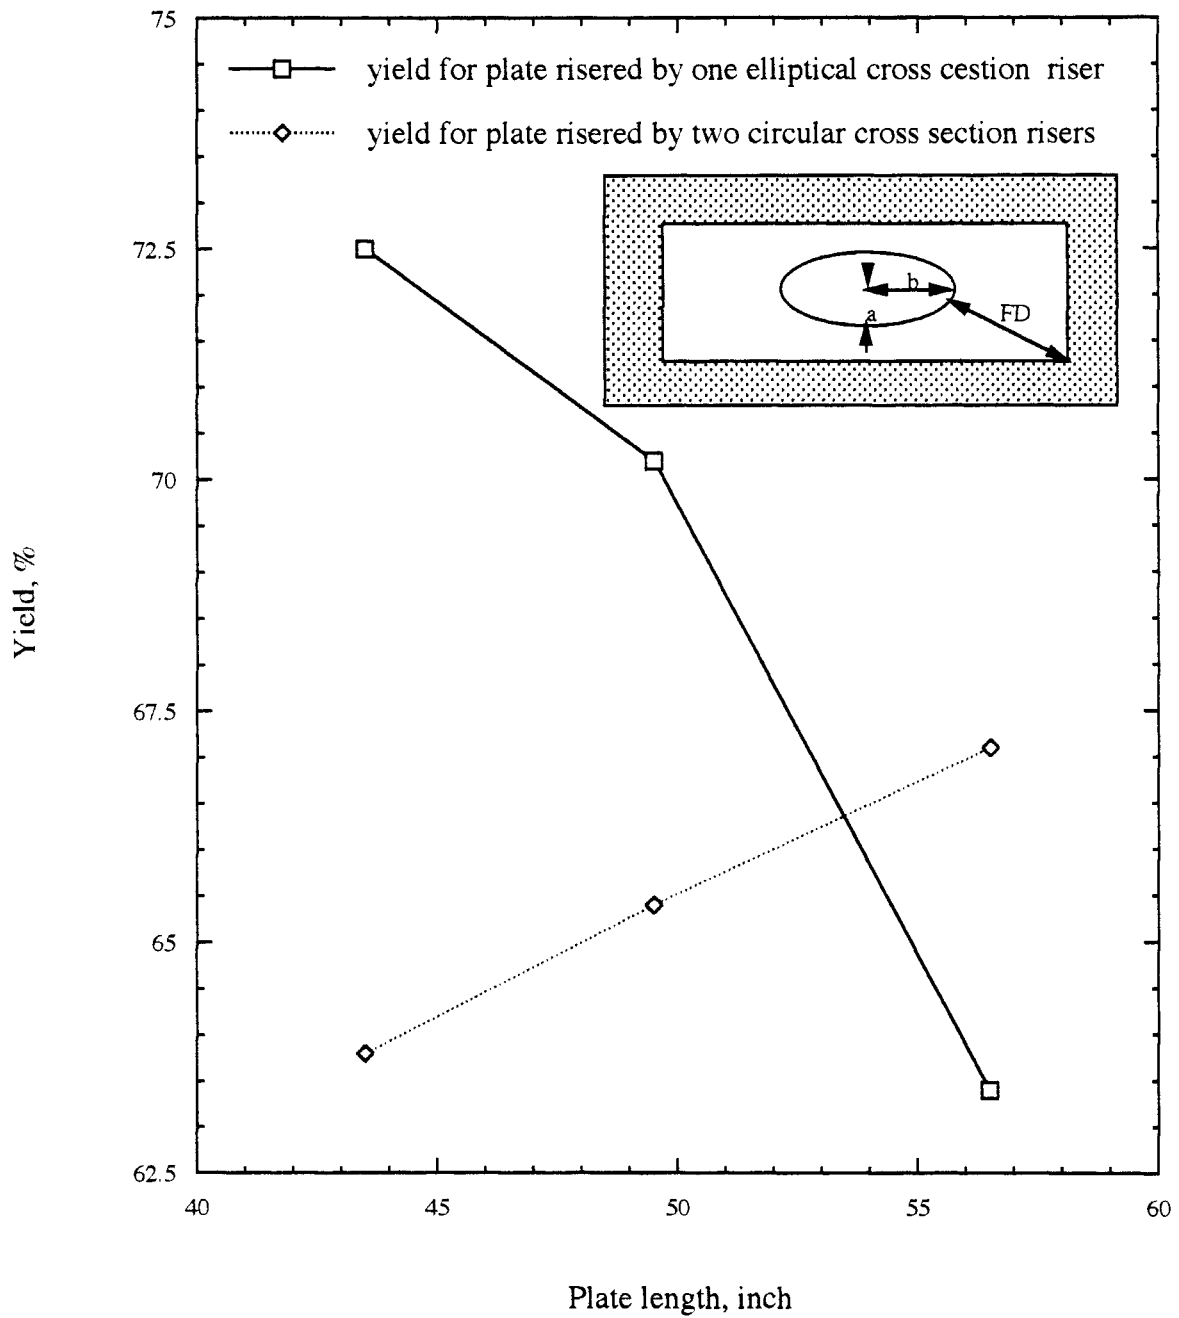 75
yield for plate risered by one elliptical cross cestion riser
yield for plate risered by two circular cross section risers
72.5
b
a
FD
70
Yield, %
67.5
65
62.5
40 45 50 55 60
Plate length, inch